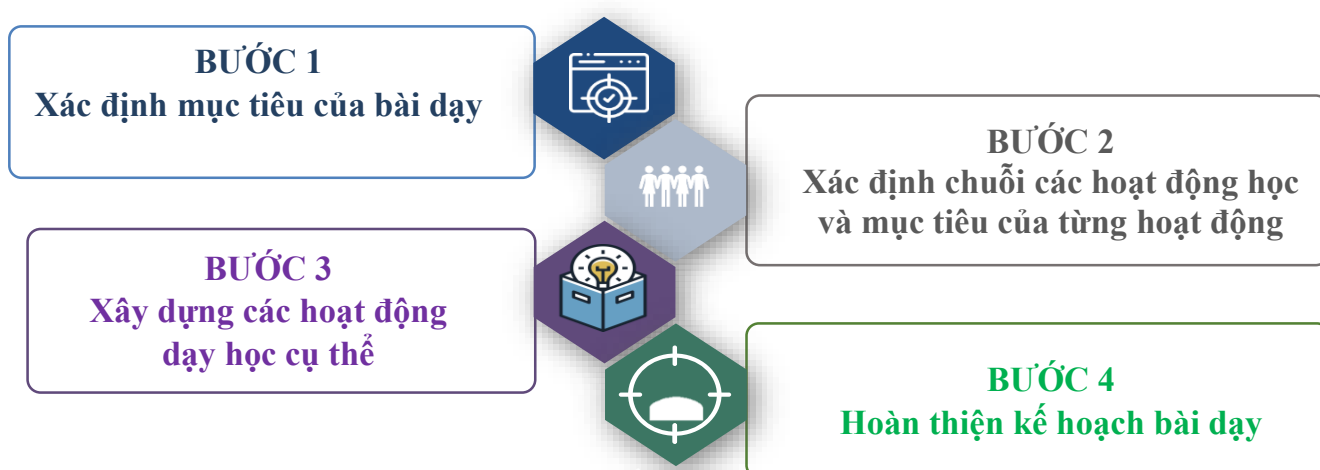 BƯỚC 1
Xác định mục tiêu của bài dạy
BƯỚC 2
Xác định chuỗi các hoạt động học
và mục tiêu của từng hoạt động
BƯỚC 3
Xây dựng các hoạt động
dạy học cụ thể
BƯỚC 4
Hoàn thiện kế hoạch bài dạy